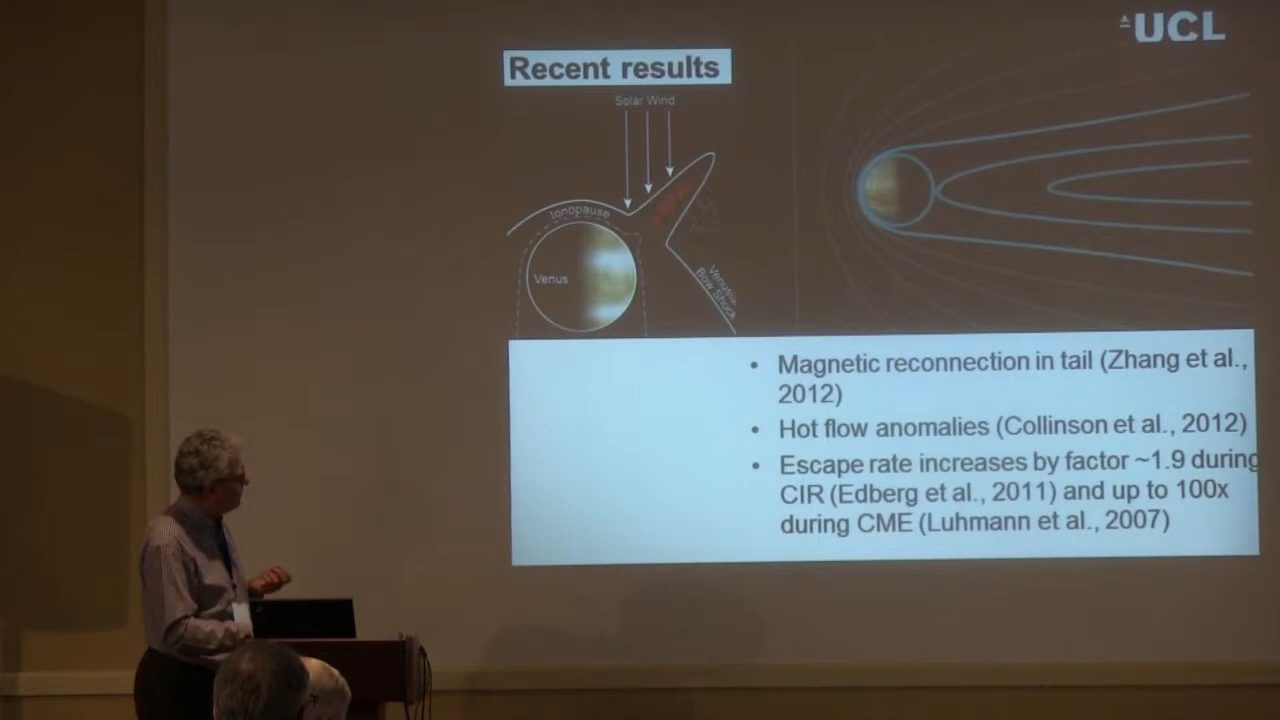 UCL
Recent results
Solar Wind
Ionopause
Venus
Bow Shock
• Magnetic reconnection in tail (Zhang et al.,
2012)
• Hot flow anomalies (Collinson et al., 2012)
• Escape rate increases by factor ~1.9 during
CIR (Edberg et al., 2011) and up to 100x
during CME (Luhmann et al., 2007)